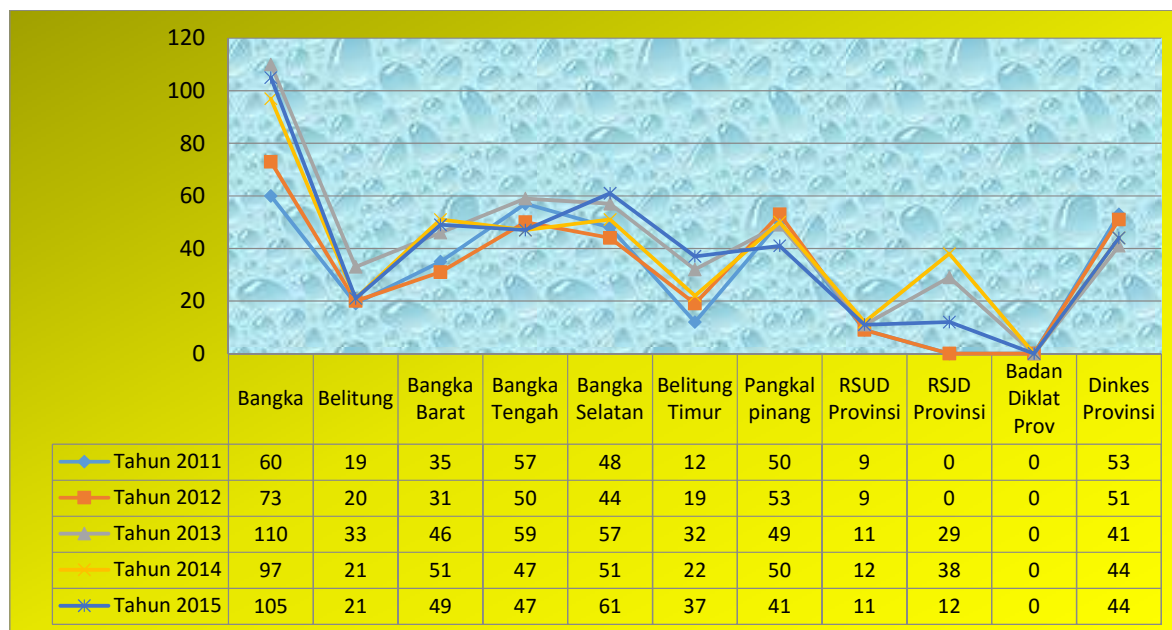 120
100
80
60
40
20
0
Bangka Belitung Bangka Barat Bangka Tengah Bangka Selatan Belitung Timur Pangkal pinang RSUD Provinsi RSJD Provinsi Badan Diklat Prov Dinkes Provinsi
Tahun 2011 60 19 35 57 48 12 50 9 0 0 53
Tahun 2012 73 20 31 50 44 19 53 9 0 0 51
Tahun 2013 110 33 46 59 57 32 49 11 29 0 41
Tahun 2014 97 21 51 47 51 22 50 12 38 0 44
Tahun 2015 105 21 49 47 61 37 41 11 12 0 44